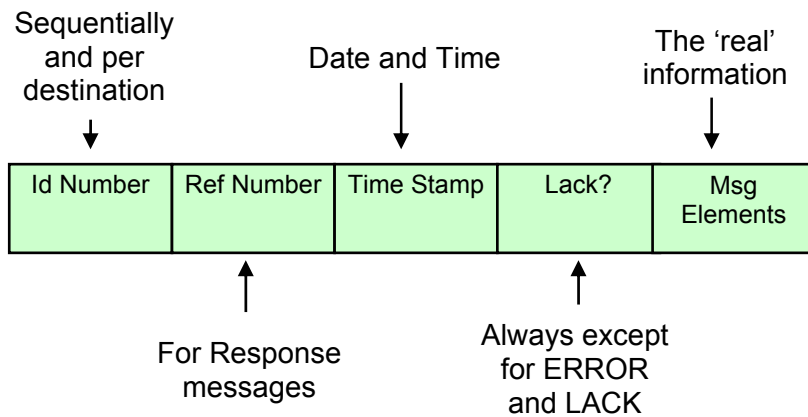 Sequentially
and per
destination
Date and Time
The ‘real’
information
Id Number
Ref Number
Time Stamp
Lack?
Msg
Elements
For Response
messages
Always except
for ERROR
and LACK